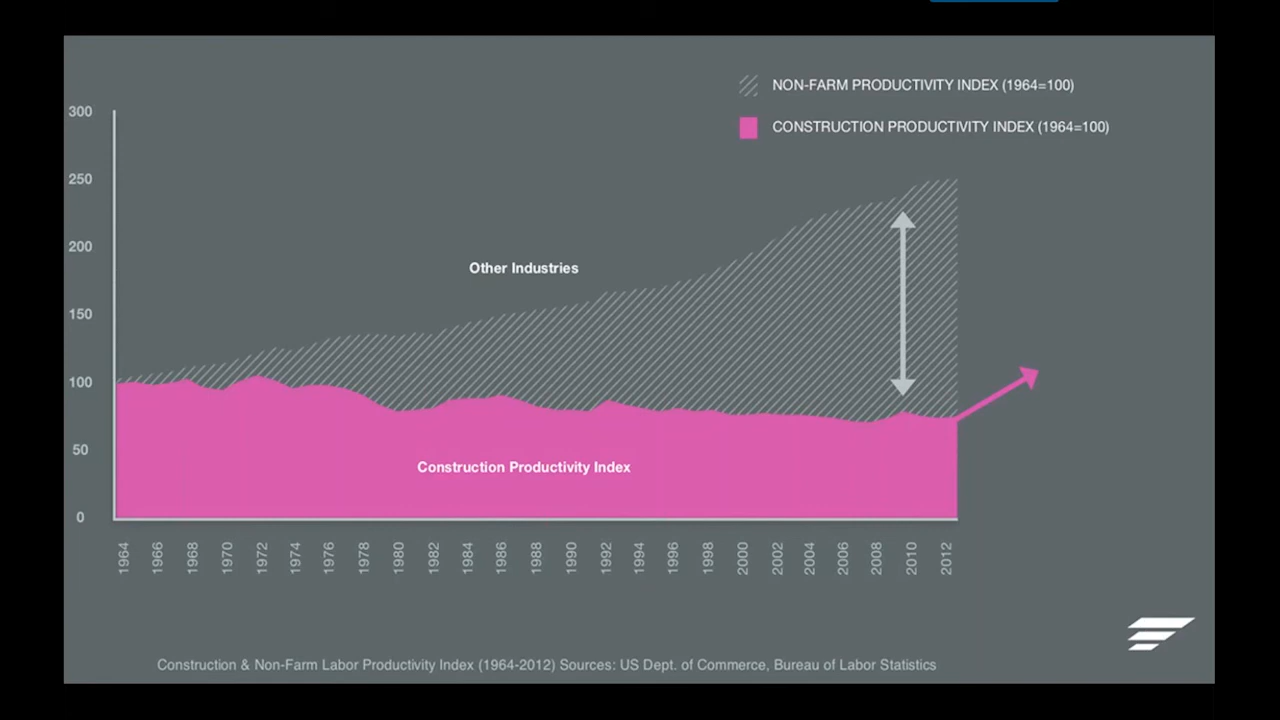 NON-FARM PRODUCTIVITY INDEX (1964=100)
CONSTRUCTION PRODUCTIVITY INDEX (1964=100)
300
250
200
150
100
50
0
Other Industries
Construction Productivity Index
1964 1966 1968 1970 1972 1974 1976 1978 1980 1982 1984 1986 1988 1990 1992 1994 1996 1998 2000 2002 2004 2006 2008 2010 2012
Construction & Non-Farm Labor Productivity Index (1964-2012) Sources: US Dept. of Commerce, Bureau of Labor Statistics